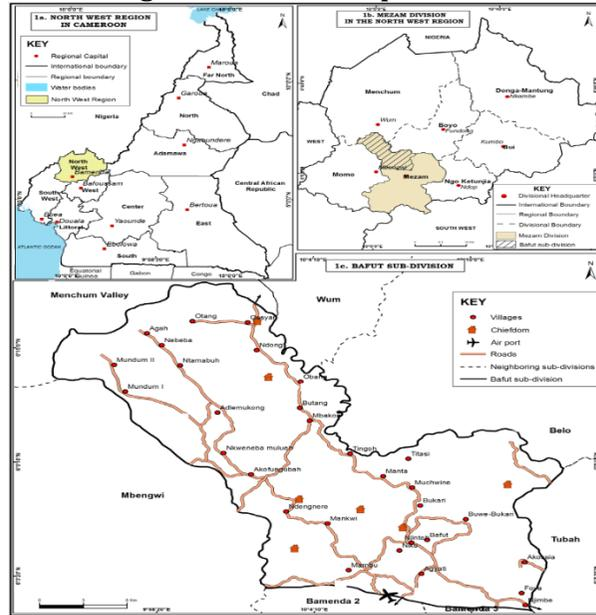 1a. NORTH WEST REGION
IN CAMEROON
KEY
Regional Capital
International boundary
Regional boundary
Water bodies
North West Region
Nigeria
Maroua
Far North
Chad
Garoua
North
Ngaoundere
Adamawa
North
West
Bamenda
Bafoussam
West
South
West
Buea
Douala
Littoral
Center
Yaounde
Bertoua
East
Central African
Republic
Ebolowa
South
ATLANTIC OCEAN
Equatorial
Guinea
Gabon
Congo
1b. MEZAM DIVISION
IN THE NORTH WEST REGION
NIGERIA
Menchum
Donga-Mantung
Nkambe
Wum
Boyo
Fundong
Kumbo
Bui
WEST
Momo
Mezam
Ngo Ketunjia
Ndop
SOUTH WEST
KEY
Divisional Headquarter
International Boundary
Regional Boundary
Divisional Boundary
Mezam Division
Bafut sub-division
1c. BAFUT SUB-DIVISION
Menchum Valley
Wum
KEY
Villages
Chiefdom
Air port
Roads
Neighboring sub-divisions
Bafut sub-division
Otang
Agah
Nababa
Ndong
Mundum II
Ntamabuh
Mundum I
Obang
Adiemukong
Butang
Mbakong
Belo
Nkweneba muluah
Tingoh
Titasi
Akofungubah
Manta
Muchwine
Mbengwi
Bukari
Ndengnere
Mankwi
Buwe-Bukan
Tubah
Bafut
Mambu
Agyati
Bamenda 2
Bamenda 3